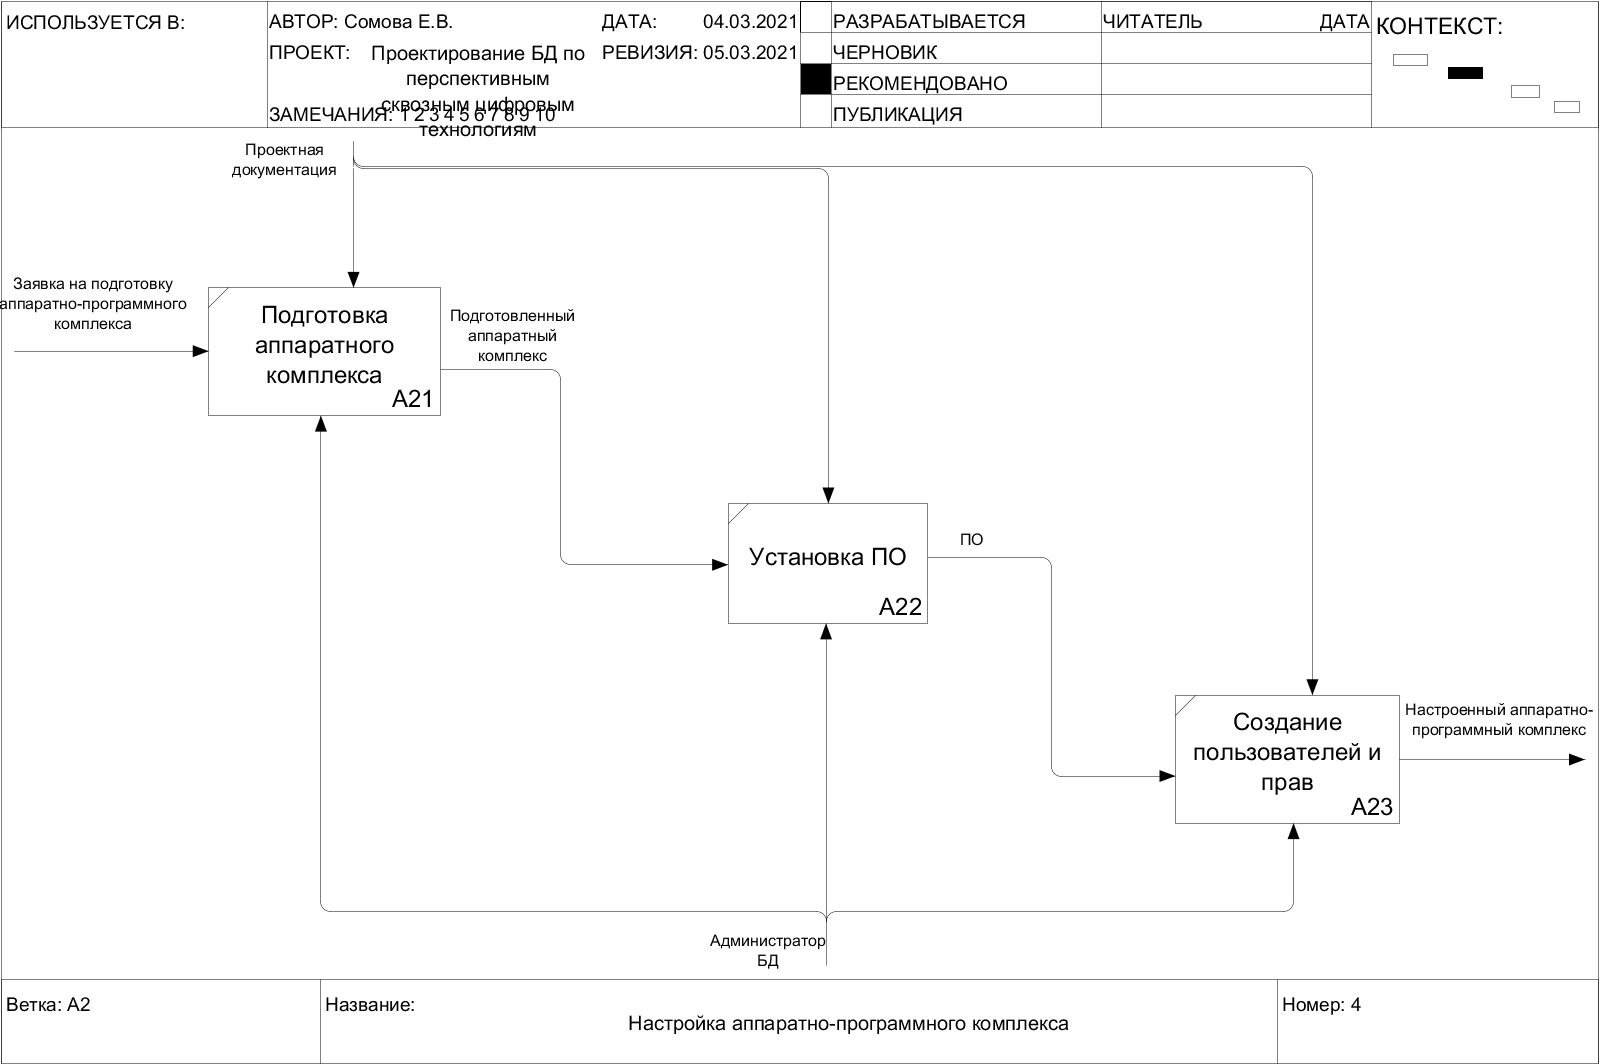 ИСПОЛЬЗУЕТСЯ В:
АВТОР: Сомова Е.В.
ДАТА: 04.03.2021
ПРОЕКТ: Проектирование БД по
перспективным
сквозным цифровым
технологиям
РЕВИЗИЯ: 05.03.2021
ЗАМЕЧАНИЯ: 1 2 3 4 5 6 7 8 9 10
РАЗРАБАТЫВАЕТСЯ
ЧЕРНОВИК
РЕКОМЕНДОВАНО
ПУБЛИКАЦИЯ
ЧИТАТЕЛЬ
ДАТА
КОНТЕКСТ:
Проектная
документация
Заявка на подготовку
аппаратно-программного
комплекса
Подготовка
аппаратного
комплекса
A21
Подготовленный
аппаратный
комплекс
Установка ПО
A22
ПО
Создание
пользователей и
прав
A23
Настроенный аппаратно-
программный комплекс
Администратор
БД
Ветка: A2
Название:
Настройка аппаратно-программного комплекса
Номер: 4